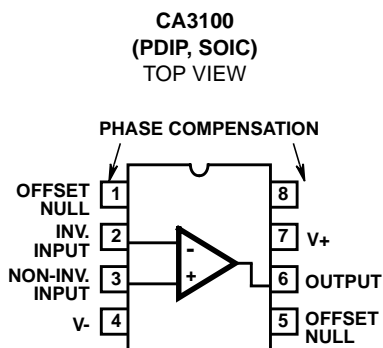 CA3100
(PDIP, SOIC)
TOP VIEW
PHASE COMPENSATION
OFFSET
NULL
1
8
INV.
INPUT
2
-
7
V+
NON-INV.
INPUT
3
+
6
OUTPUT
V-
4
5
OFFSET
NULL